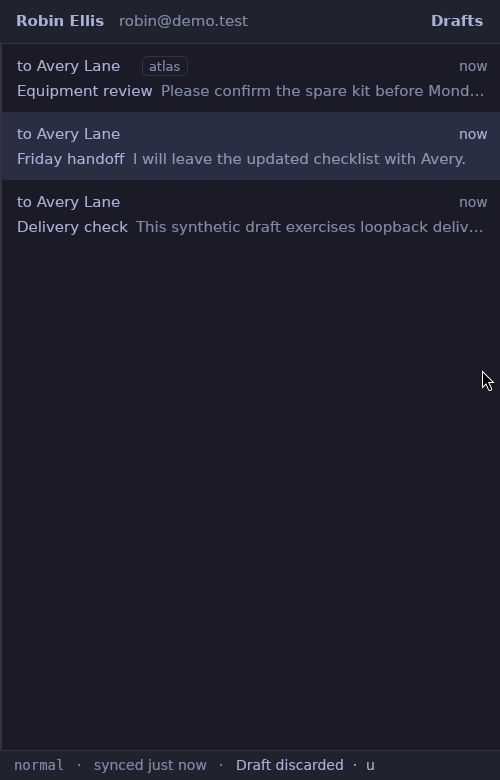 Robin Ellis robin@demo.test Drafts
to Avery Lane atlas now
Equipment review Please confirm the spare kit before Mond…
to Avery Lane now
Friday handoff I will leave the updated checklist with Avery.
to Avery Lane now
Delivery check This synthetic draft exercises loopback deliv…
normal · synced just now · Draft discarded · u